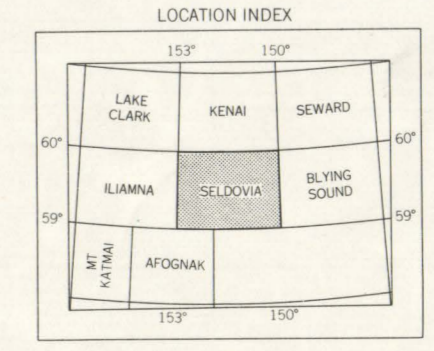 LOCATION INDEX
153° 150°
LAKE
CLARK
KENAI
SEWARD
60° 60°
ILIAMNA
SELDOVIA
BLYING
SOUND
59° 59°
MT
KATMAI
AFOGNAK
153° 150°